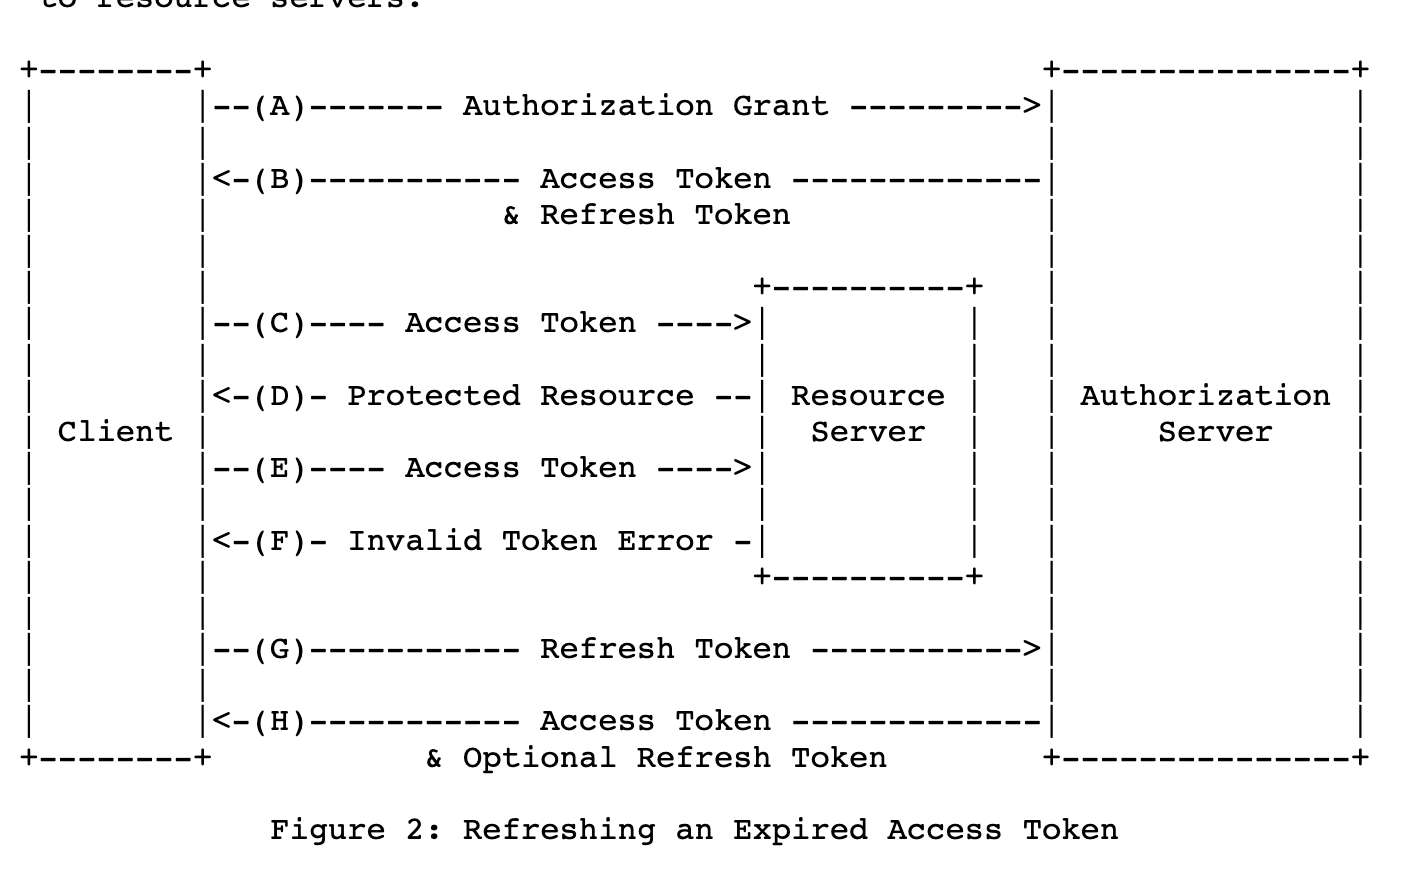 to resource servers.
+--------+                                           +---------------+
|        |--(A)------- Authorization Grant --------->|               |
|        |                                           |               |
|        |<-(B)----------- Access Token -------------|               |
|        |               & Refresh Token             |               |
|        |                                           |               |
|        |                            +----------+   |               |
|        |--(C)---- Access Token ---->|          |   |               |
|        |                            |          |   |               |
|        |<-(D)- Protected Resource --| Resource |   | Authorization |
| Client |                            |  Server  |   |     Server    |
|        |--(E)---- Access Token ---->|          |   |               |
|        |                            |          |   |               |
|        |<-(F)- Invalid Token Error -|          |   |               |
|        |                            +----------+   |               |
|        |                                           |               |
|        |--(G)----------- Refresh Token ----------->|               |
|        |                                           |               |
|        |<-(H)----------- Access Token -------------|               |
+--------+           & Optional Refresh Token        +---------------+
Figure 2: Refreshing an Expired Access Token